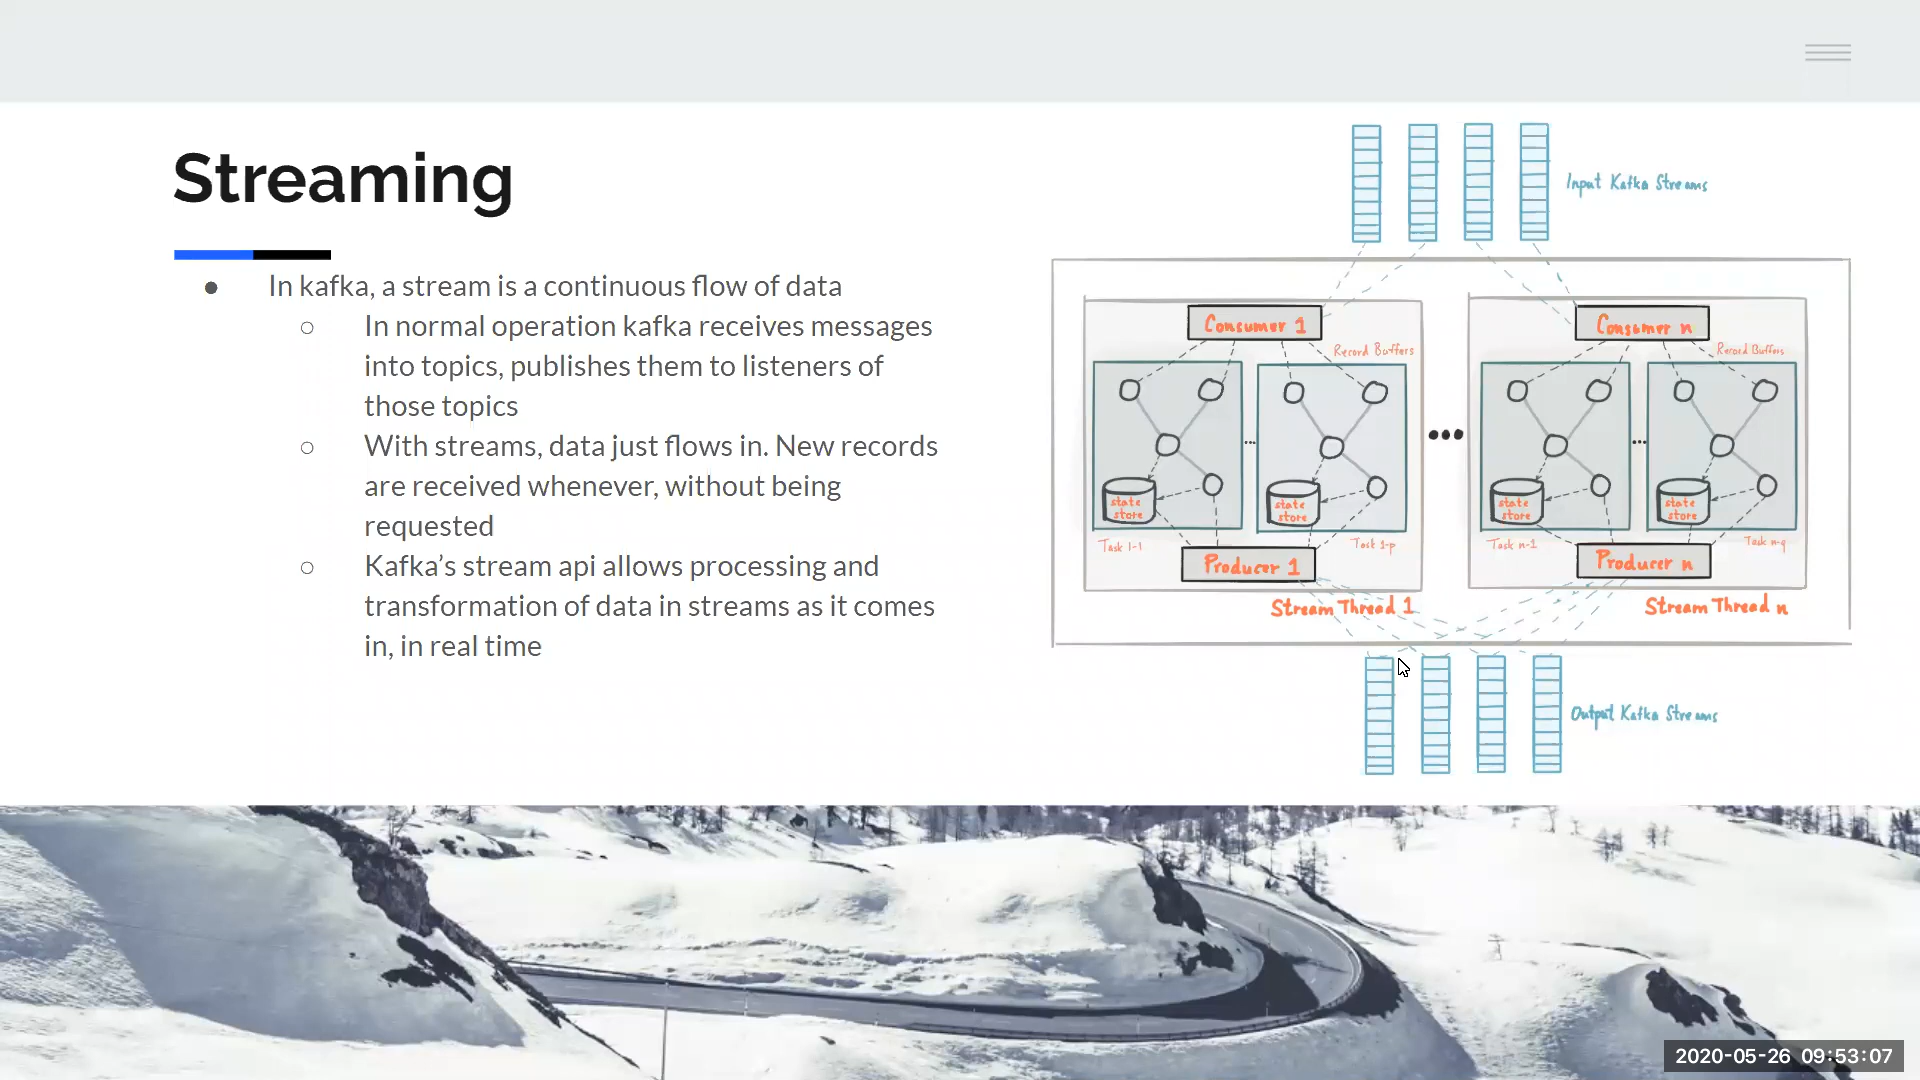 Streaming
● In kafka, a stream is a continuous flow of data
○ In normal operation kafka receives messages
into topics, publishes them to listeners of
those topics
○ With streams, data just flows in. New records
are received whenever, without being
requested
○ Kafka's stream api allows processing and
transformation of data in streams as it comes
in, in real time
Input Kafka Streams
Consumer 1
Record Buffers
state
store
state
store
Task 1-1
Task 1-p
Producer 1
Stream Thread 1
...
Consumer n
Record Buffers
state
store
state
store
Task n-1
Task n-q
Producer n
Stream Thread n
Output Kafka Streams
2020-05-26 09:53:07